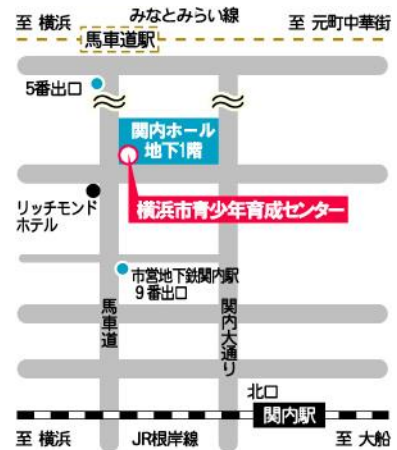 みなとみらい線
至 横浜
至 元町中華街
馬車道駅
5番出口
関内ホール
地下1階
リッチモンド
ホテル
横浜市青少年育成センター
市営地下鉄関内駅
9番出口
馬車道
関内大通り
北口
関内駅
至 横浜
JR根岸線
至 大船